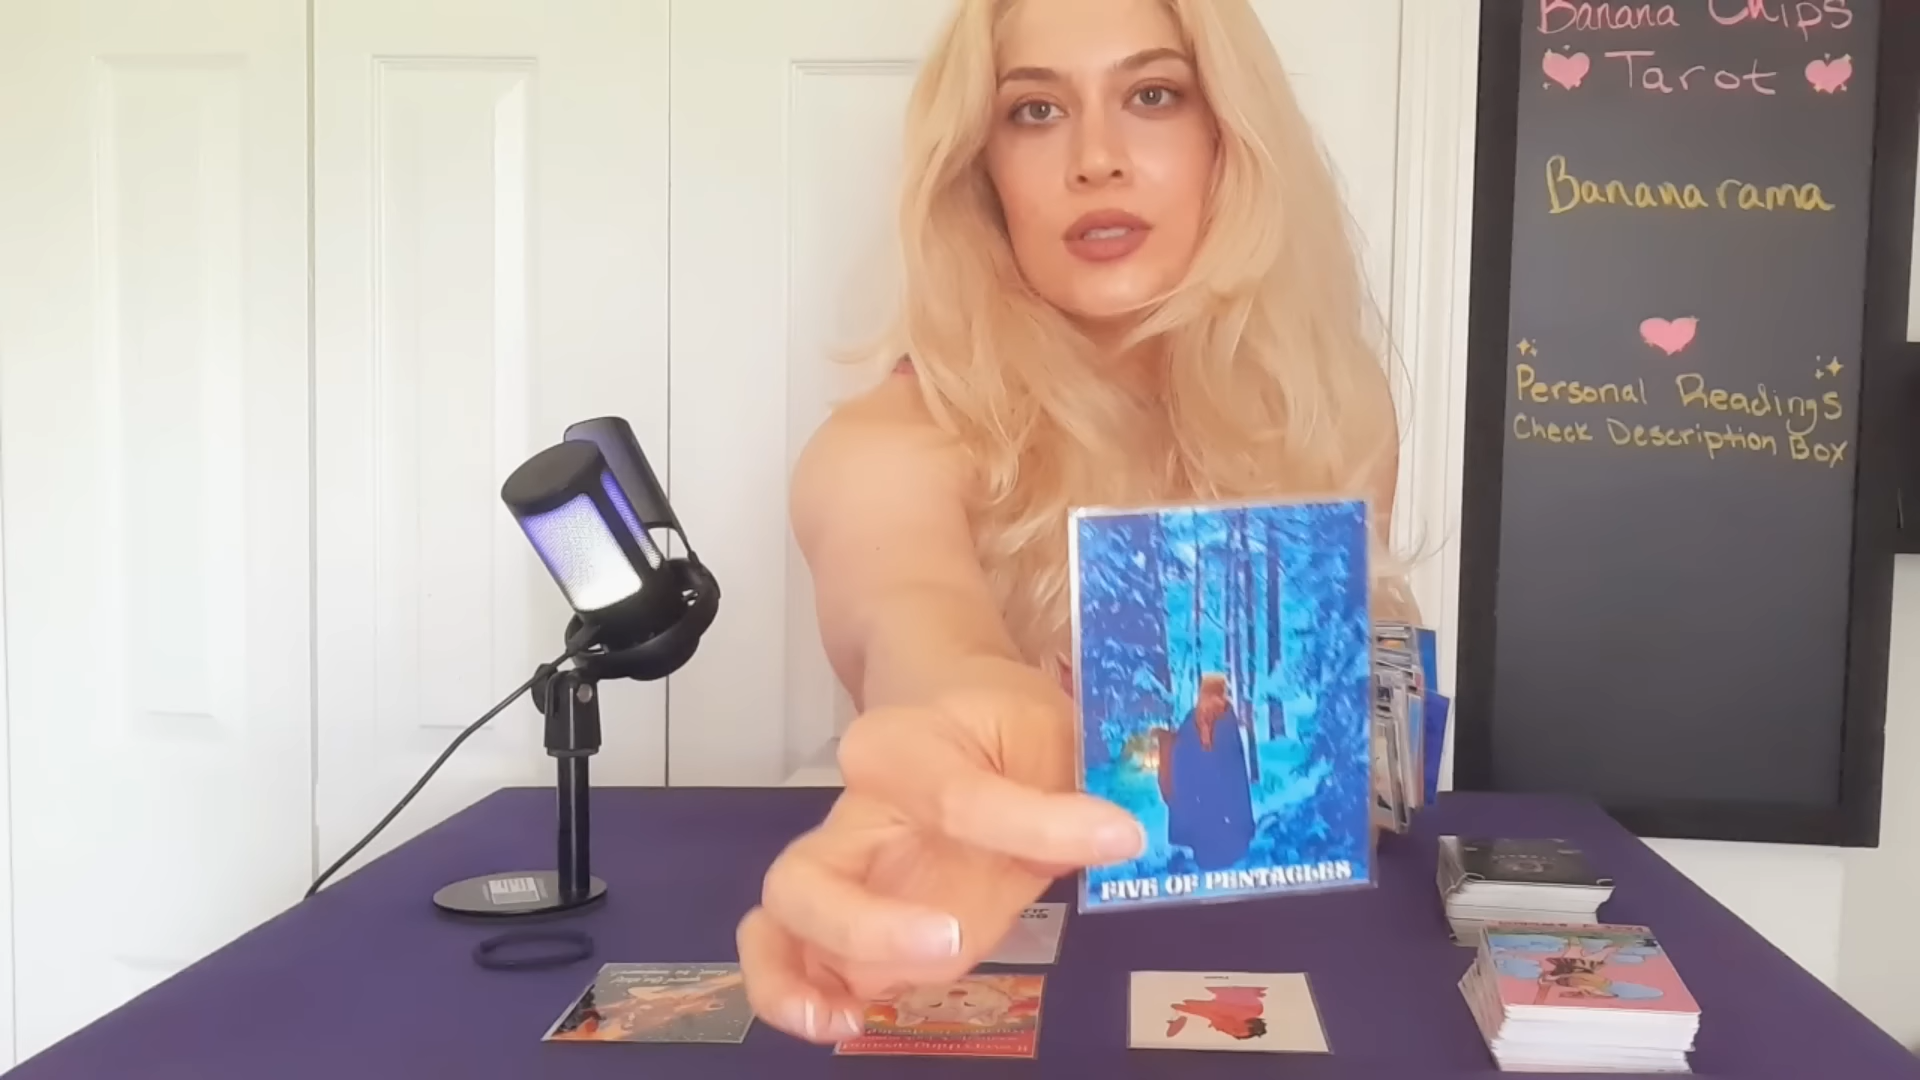 Banana Chips
Tarot
Bananarama
Personal Readings
Check Description Box
FIVE OF PENTACLES